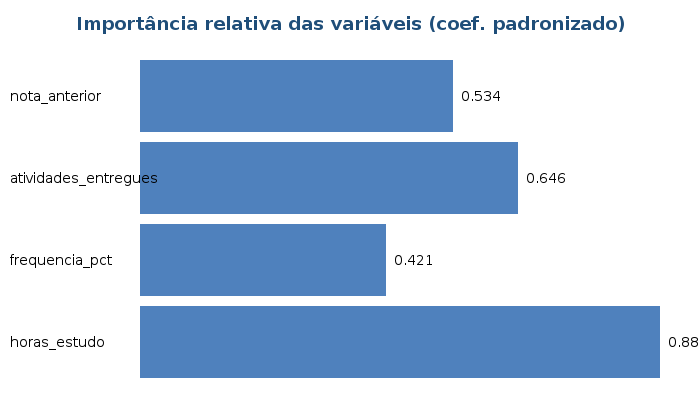 Importância relativa das variáveis (coef. padronizado)
nota_anterior 0.534
atividades_entregues 0.646
frequencia_pct 0.421
horas_estudo 0.88